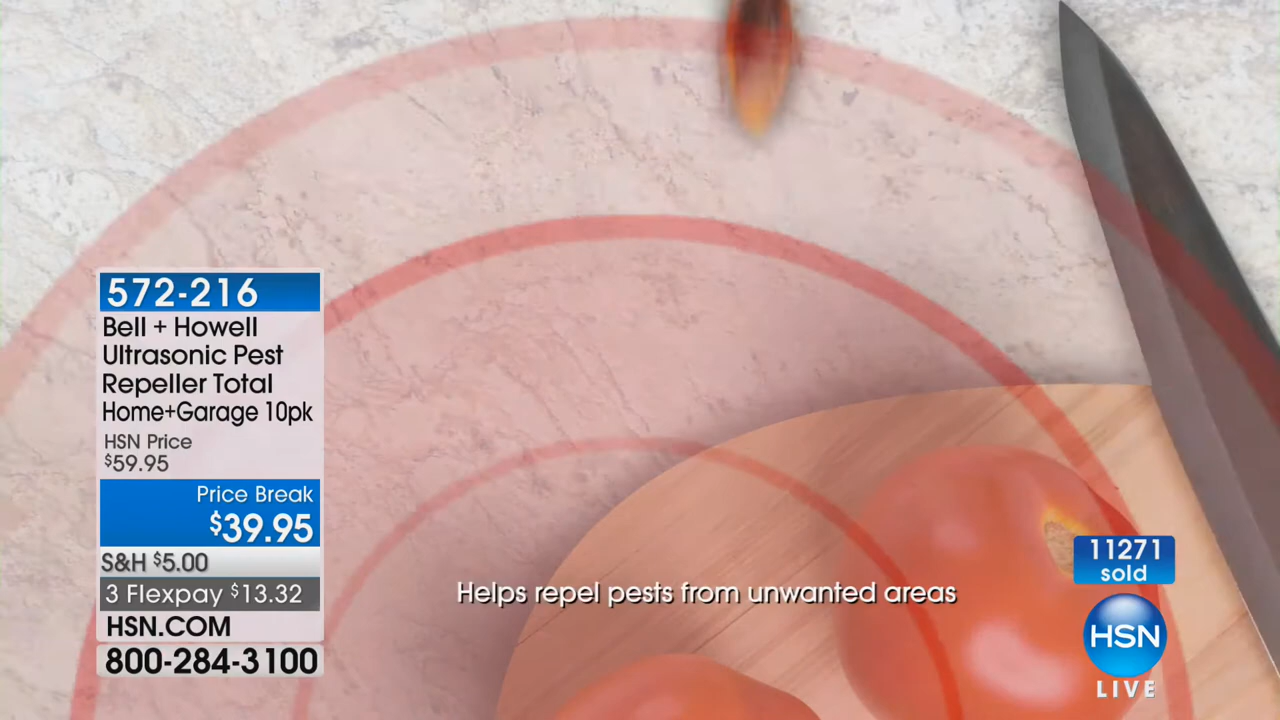 572-216
Bell + Howell
Ultrasonic Pest
Repeller Total
Home+Garage 10pk
HSN Price
$59.95
Price Break
$39.95
S&H $5.00
3 Flexpay $13.32
HSN.COM
800-284-3100
Helps repel pests from unwanted areas
11271
sold
HSN
LIVE